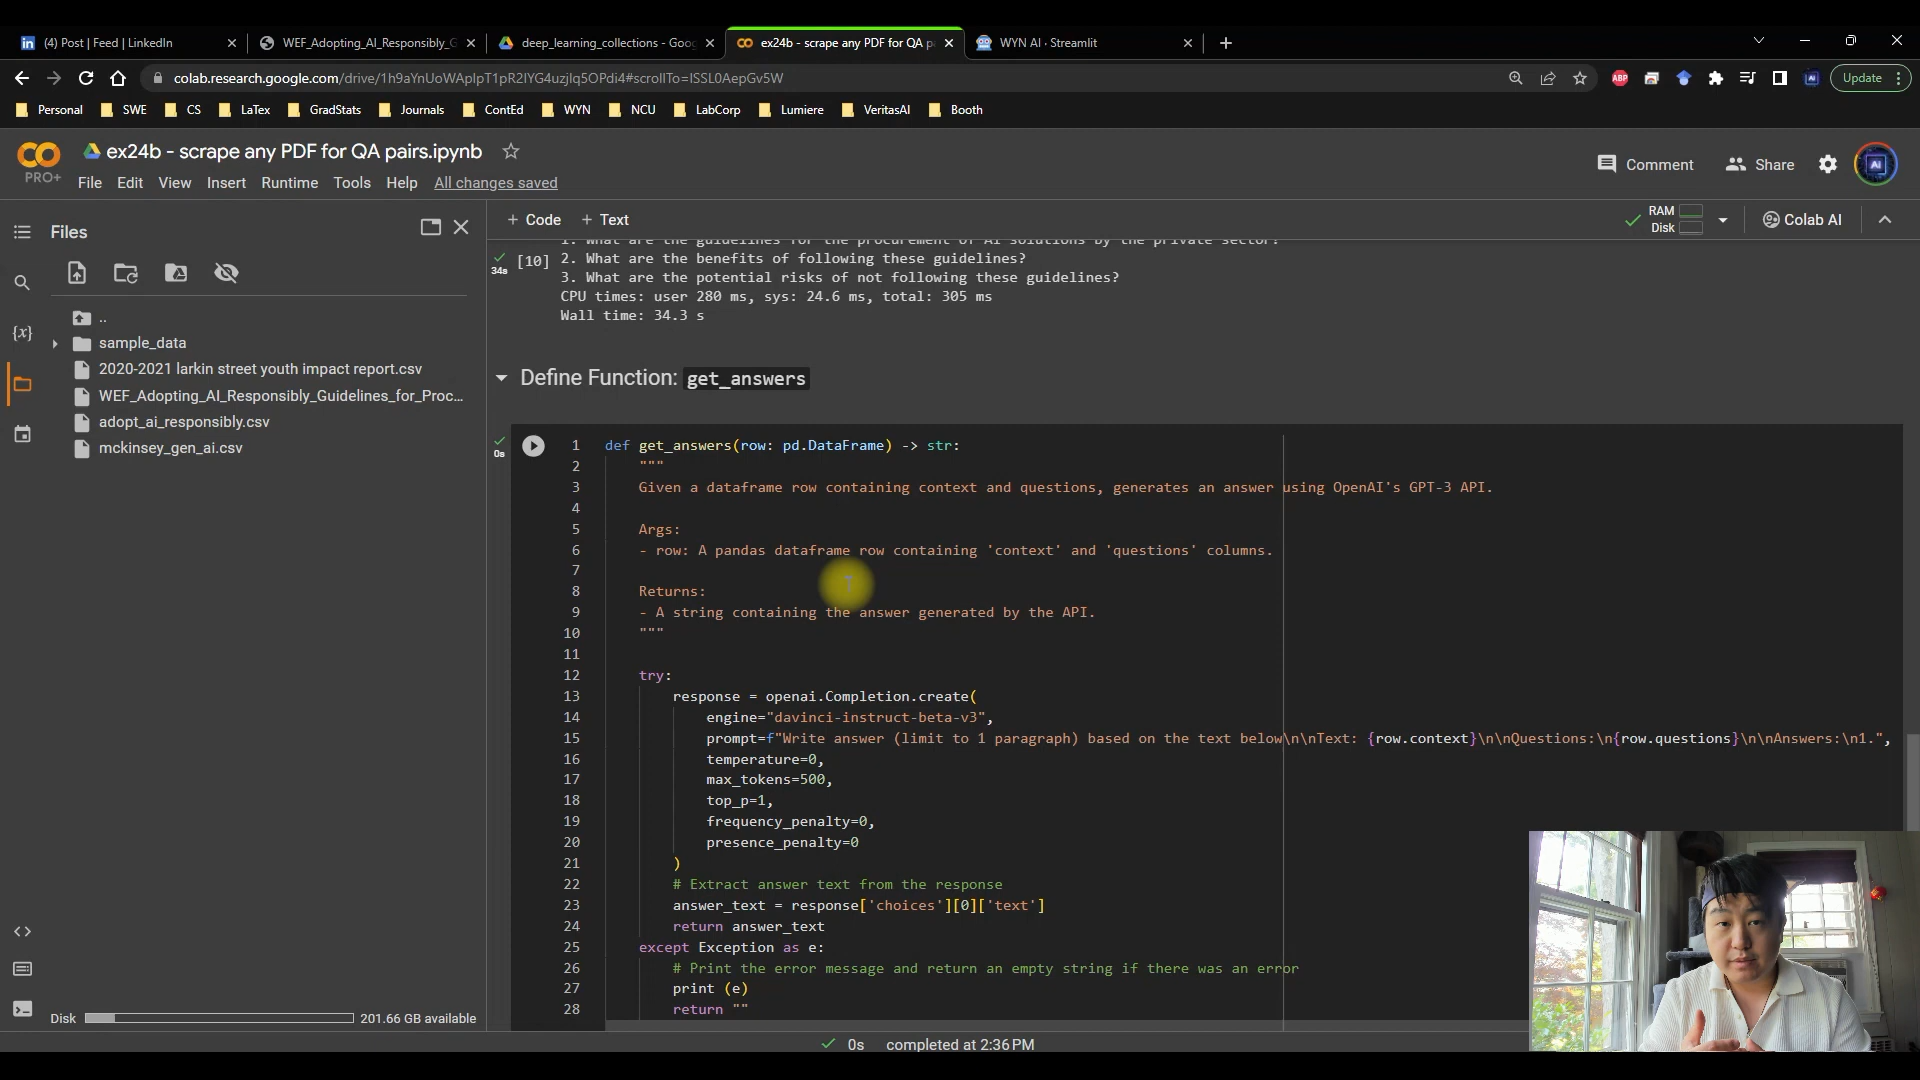 (4) Post | Feed | LinkedIn
WEF_Adopting_AI_Responsibly_G
deep_learning_collections - Goog
ex24b - scrape any PDF for QA pa
WYN AI · Streamlit
colab.research.google.com/drive/1h9aYnUoWAplpT1pR2IYG4uzjIq5OPdi4#scrollTo=ISSL0AepGv5W
ABP
Update
Personal
SWE
CS
LaTex
GradStats
Journals
ContEd
WYN
NCU
LabCorp
Lumiere
VeritasAI
Booth
PRO+
ex24b - scrape any PDF for QA pairs.ipynb
File Edit View Insert Runtime Tools Help All changes saved
Comment
Share
Ai
Files
+ Code + Text
RAM
Disk
Colab AI
..
sample_data
2020-2021 larkin street youth impact report.csv
WEF_Adopting_AI_Responsibly_Guidelines_for_Proc...
adopt_ai_responsibly.csv
mckinsey_gen_ai.csv
{x}
Disk 201.66 GB available
1. What are the guidelines for the procurement of AI solutions by the private sector?
34s [10] 2. What are the benefits of following these guidelines?
3. What are the potential risks of not following these guidelines?
CPU times: user 280 ms, sys: 24.6 ms, total: 305 ms
Wall time: 34.3 s
Define Function: get_answers
0s
1 def get_answers(row: pd.DataFrame) -> str:
2 """
3 Given a dataframe row containing context and questions, generates an answer using OpenAI's GPT-3 API.
4
5 Args:
6 - row: A pandas dataframe row containing 'context' and 'questions' columns.
7
8 Returns:
9 - A string containing the answer generated by the API.
10 """
11
12 try:
13 response = openai.Completion.create(
14 engine="davinci-instruct-beta-v3",
15 prompt=f"Write answer (limit to 1 paragraph) based on the text below\n\nText: {row.context}\n\nQuestions:\n{row.questions}\n\nAnswers:\n1.",
16 temperature=0,
17 max_tokens=500,
18 top_p=1,
19 frequency_penalty=0,
20 presence_penalty=0
21 )
22 # Extract answer text from the response
23 answer_text = response['choices'][0]['text']
24 return answer_text
25 except Exception as e:
26 # Print the error message and return an empty string if there was an error
27 print (e)
28 return ""
0s completed at 2:36 PM